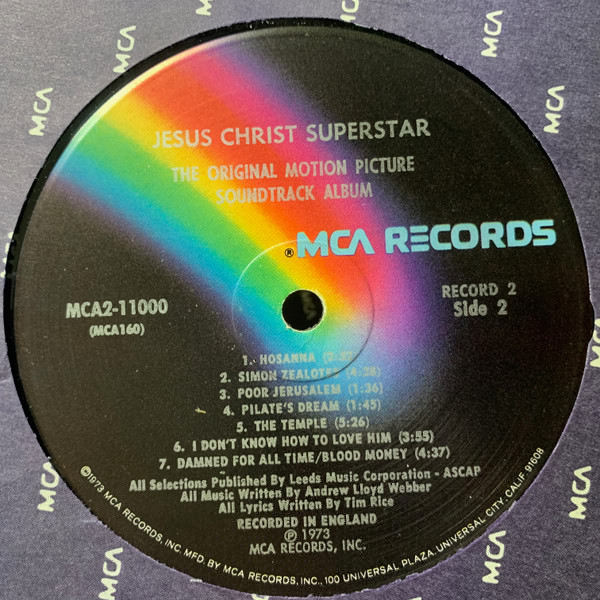 JESUS CHRIST SUPERSTAR
THE ORIGINAL MOTION PICTURE
SOUNDTRACK ALBUM
® MCA RECORDS
MCA2-11000
(MCA160)
RECORD 2
Side 2
1. HOSANNA
2. SIMON ZEALOTES (4:28)
3. POOR JERUSALEM (1:36)
4. PILATE'S DREAM (1:45)
5. THE TEMPLE (5:26)
6. I DON'T KNOW HOW TO LOVE HIM (3:55)
7. DAMNED FOR ALL TIME/BLOOD MONEY (4:37)
All Selections Published By Leeds Music Corporation - ASCAP
All Music Written By Andrew Lloyd Webber
All Lyrics Written By Tim Rice
RECORDED IN ENGLAND
℗ 1973
MCA RECORDS, INC.
©1973 MCA RECORDS, INC. MFD. BY MCA RECORDS, INC., 100 UNIVERSAL PLAZA, UNIVERSAL CITY, CALIF. 91608
MCA
MCA
MCA
MCA
MCA
MCA
MCA
MCA
MCA